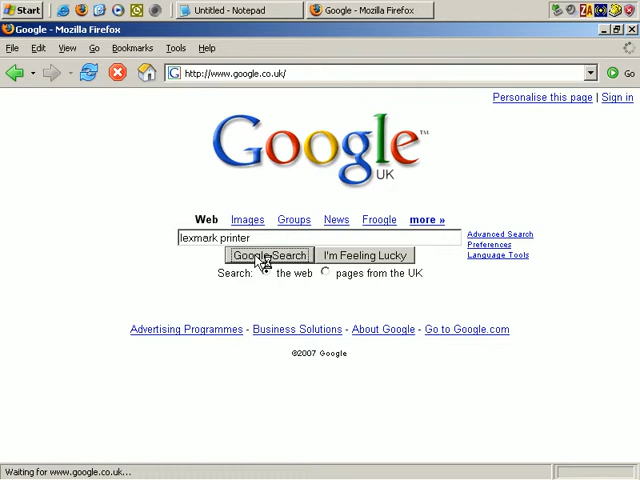 Start Untitled - Notepad Google - Mozilla Firefox ZA
Google - Mozilla Firefox
File Edit View Go Bookmarks Tools Help
G http://www.google.co.uk/ Go
Personalise this page | Sign in
Google™
UK
Web Images Groups News Froogle more »
lexmark printer
Advanced Search
Preferences
Language Tools
Google Search I'm Feeling Lucky
Search: the web pages from the UK
Advertising Programmes - Business Solutions - About Google - Go to Google.com
©2007 Google
Waiting for www.google.co.uk...